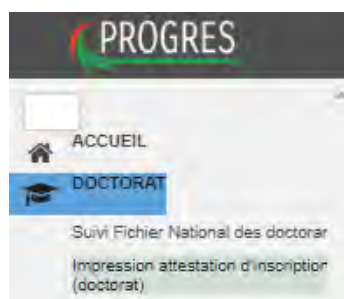 PROGRES
ACCUEIL
DOCTORAT
Suivi Fichier National des doctorar
Impression attestation d'inscription
(doctorat)